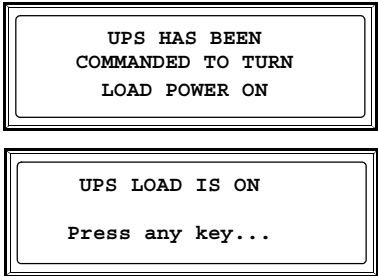 UPS HAS BEEN
COMMANDED TO TURN
LOAD POWER ON
UPS LOAD IS ON
Press any key...